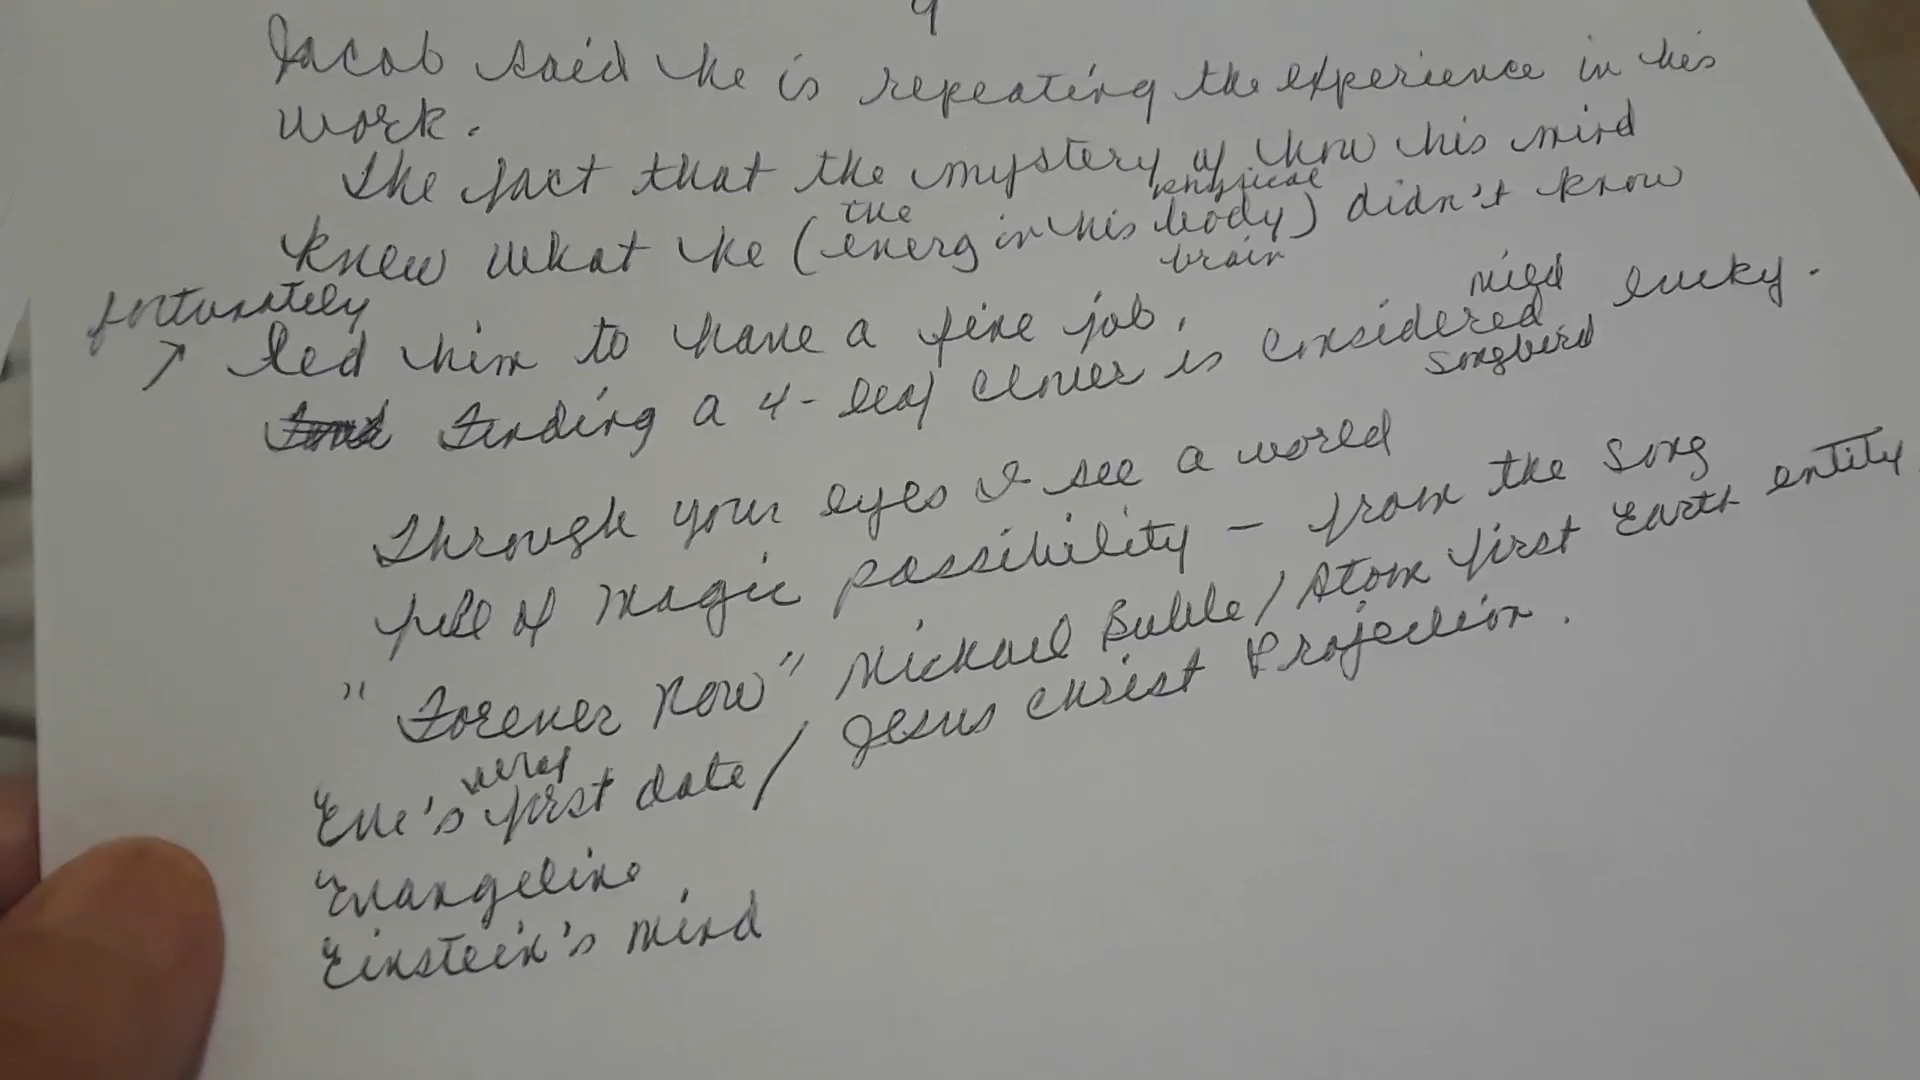 Jacob said he is repeating the experience in his
work.
The fact that the mystery of how his mind
physical
the
knew what he (energ in his body) didn't know
brain
fortunately
↗ led him to have a fine job.
mild
Finding a 4-leaf clover is considered lucky.
songbird
Through your eyes I see a world
full of magic possibility - from the song
"Forever Now" Michael Buble / Atom first Earth entity
very
Eve's first date / Jesus Christ Projection.
Evangeline
Einstein's mind